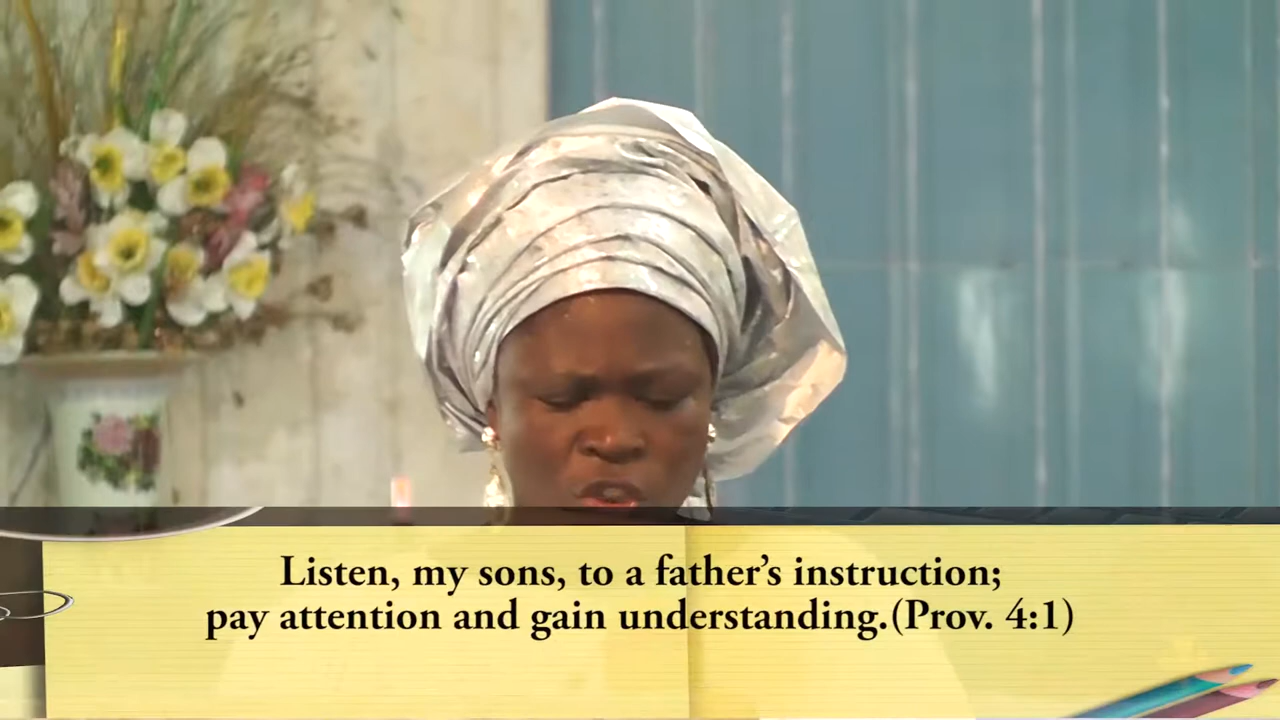 Listen, my sons, to a father’s instruction;
pay attention and gain understanding.(Prov. 4:1)